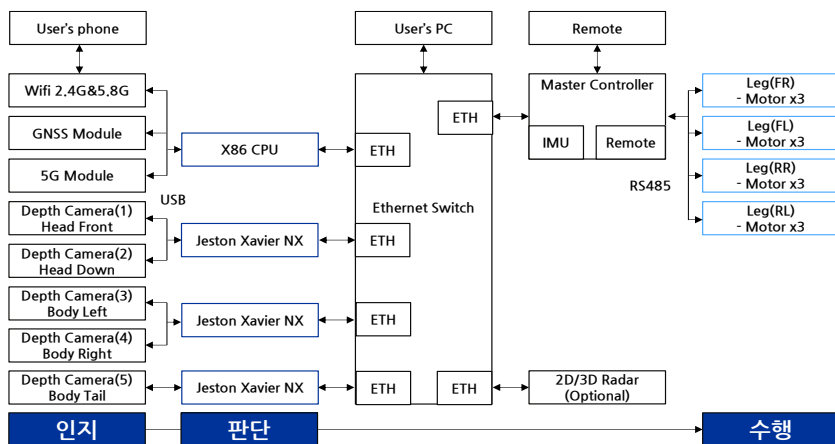 User's phone
User's PC
Remote
Wifi 2.4G&5.8G
GNSS Module
5G Module
USB
X86 CPU
ETH
Depth Camera(1)
Head Front
Depth Camera(2)
Head Down
Jeston Xavier NX
ETH
Depth Camera(3)
Body Left
Depth Camera(4)
Body Right
Jeston Xavier NX
ETH
Depth Camera(5)
Body Tail
Jeston Xavier NX
ETH
Ethernet Switch
ETH
ETH
Master Controller
IMU
Remote
RS485
Leg(FR)
- Motor x3
Leg(FL)
- Motor x3
Leg(RR)
- Motor x3
Leg(RL)
- Motor x3
2D/3D Radar
(Optional)
인지
판단
수행